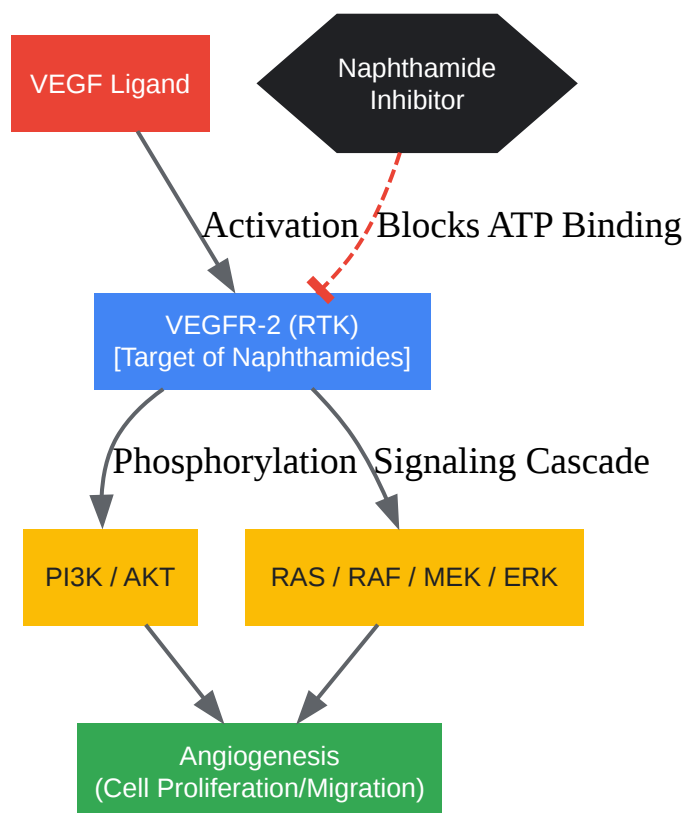 VEGF Ligand
Naphthamide
Inhibitor
Activation
Blocks ATP Binding
VEGFR-2 (RTK)
[Target of Naphthamides]
Phosphorylation
Signaling Cascade
PI3K / AKT
RAS / RAF / MEK / ERK
Angiogenesis
(Cell Proliferation/Migration)